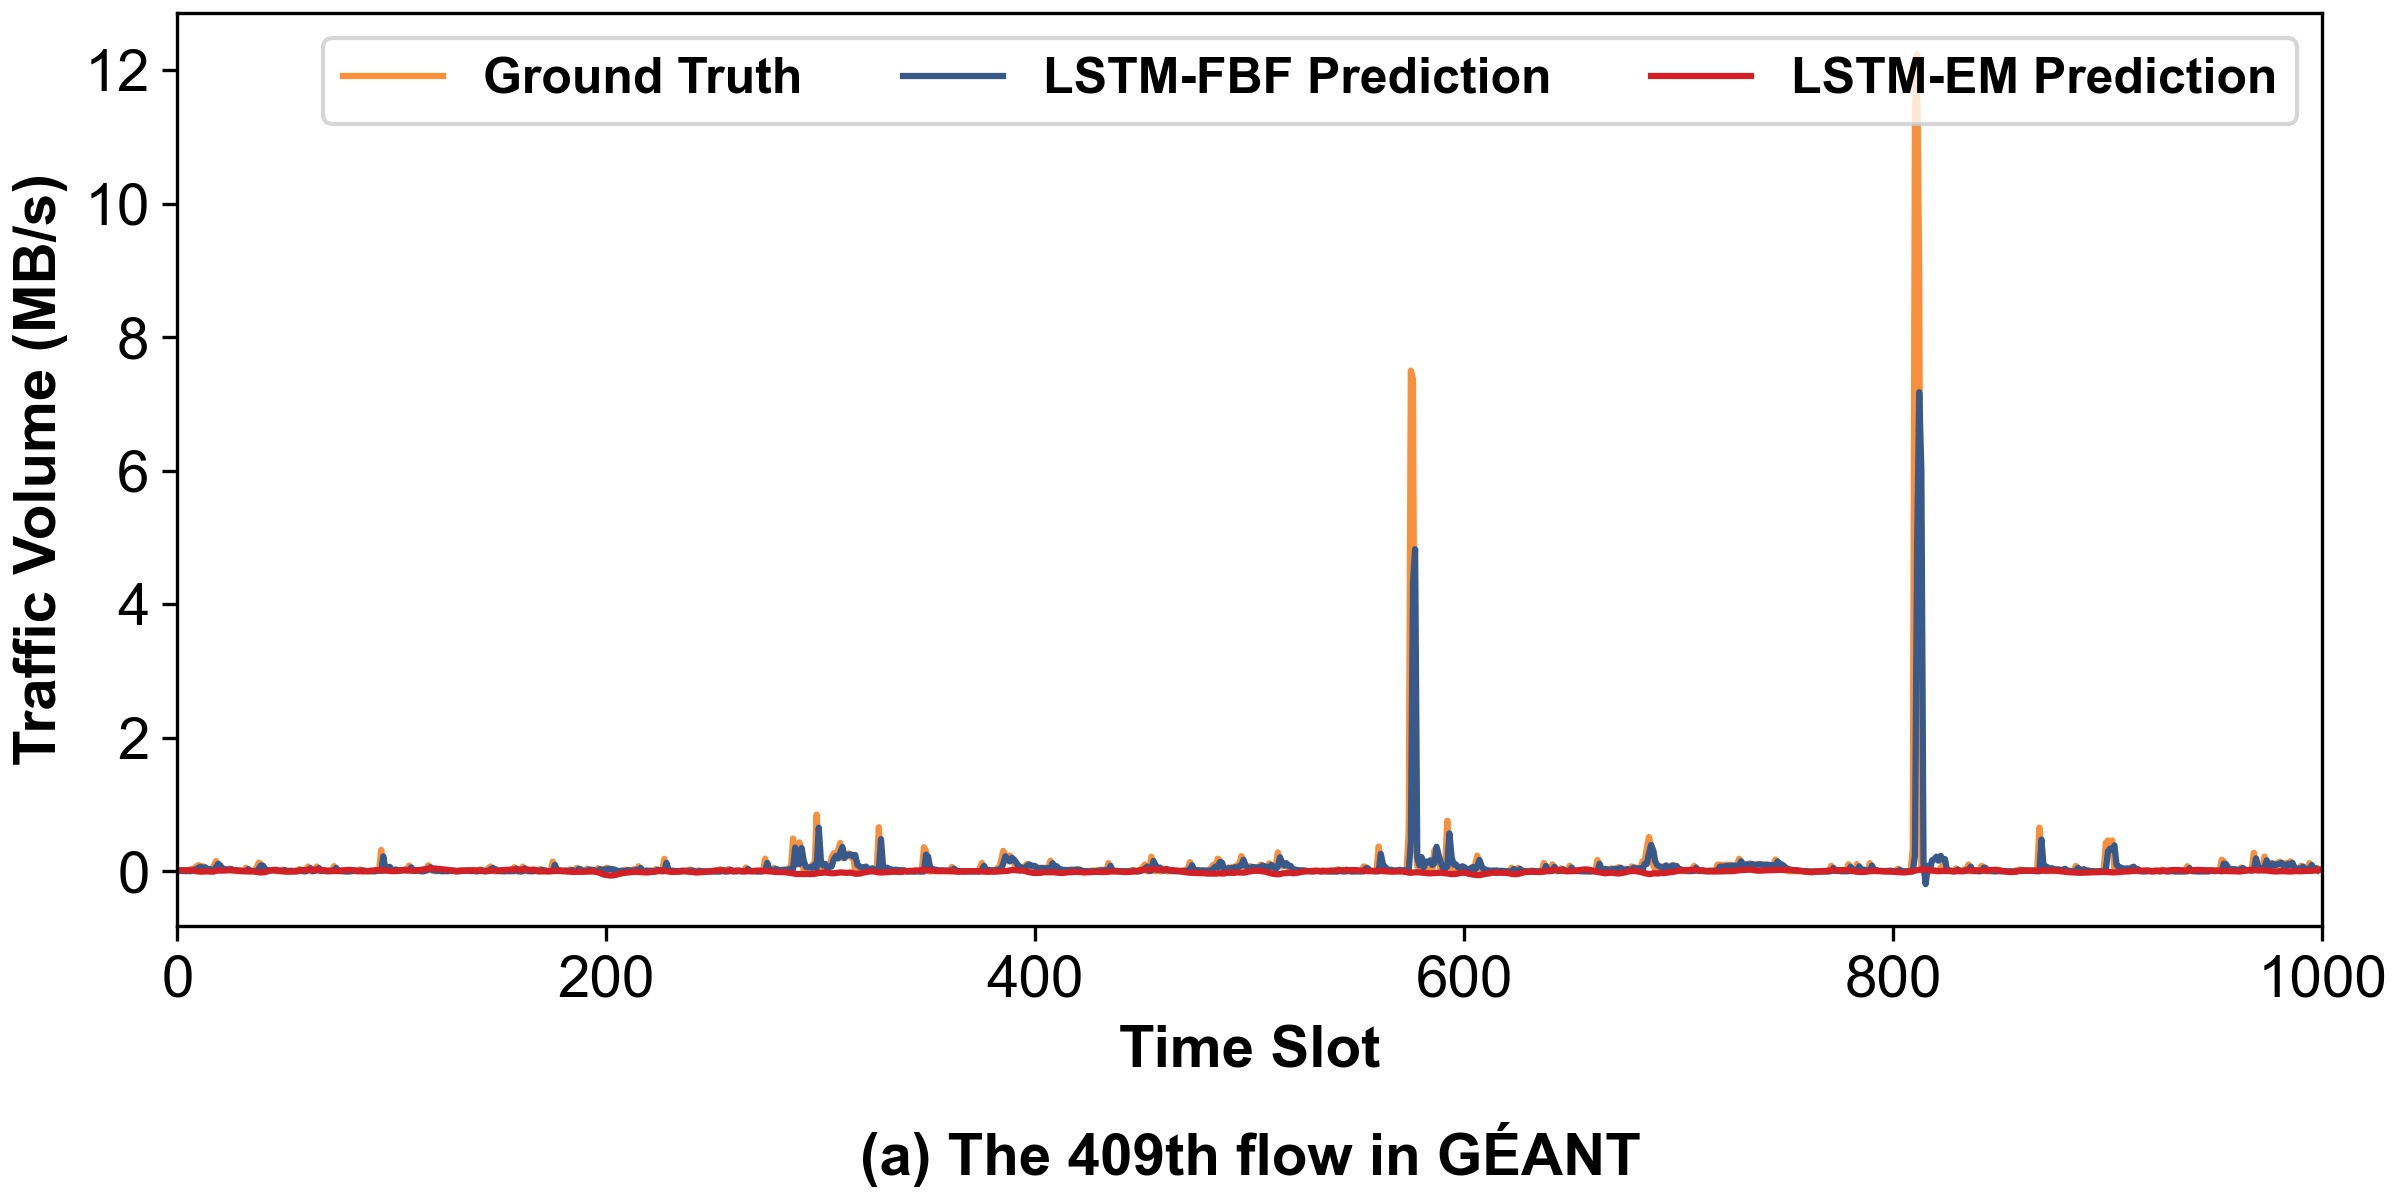 12
10
8
6
4
2
0
Traffic Volume (MB/s)
Ground Truth LSTM-FBF Prediction LSTM-EM Prediction
0 200 400 600 800 1000
Time Slot
(a) The 409th flow in GÉANT